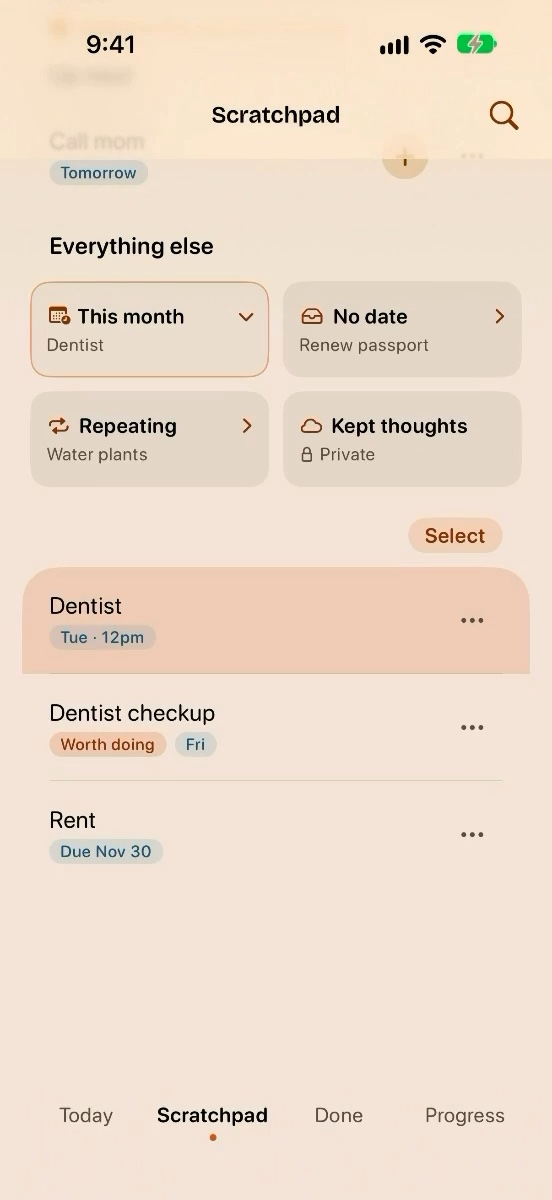 9:41
Scratchpad
Call mom
Tomorrow
Everything else
This month
Dentist
No date
Renew passport
Repeating
Water plants
Kept thoughts
Private
Select
Dentist
Tue · 12pm
Dentist checkup
Worth doing
Fri
Rent
Due Nov 30
Today
Scratchpad
Done
Progress